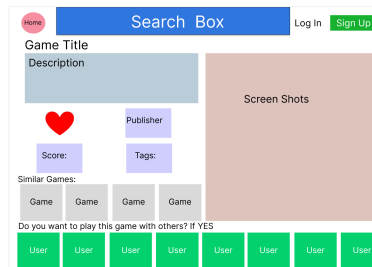 Home
Search Box
Log In
Sign Up
Game Title
Description
Screen Shots
Publisher
Score:
Tags:
Similar Games:
Game Game Game Game
Do you want to play this game with others? If YES
User User User User User User User User